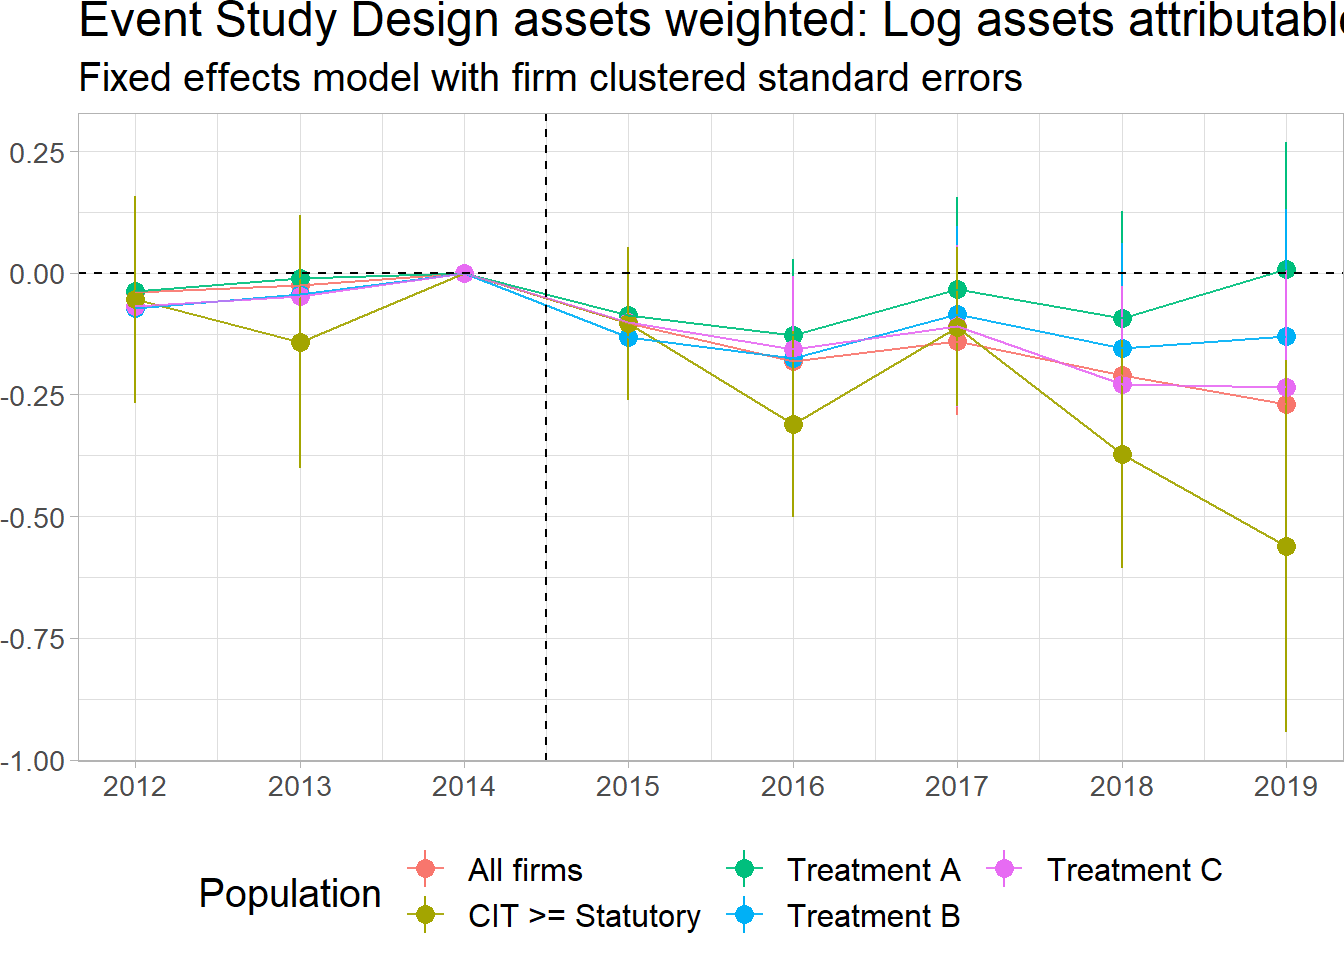 Event Study Design assets weighted: Log assets
Fixed effects model with firm clustered standard errors
0.25
0.00
-0.25
-0.50
-0.75
-1.00
2012 2013 2014 2015 2016 2017 2018 2019
Population
All firms Treatment A Treatment C
CIT >= Statutory Treatment B